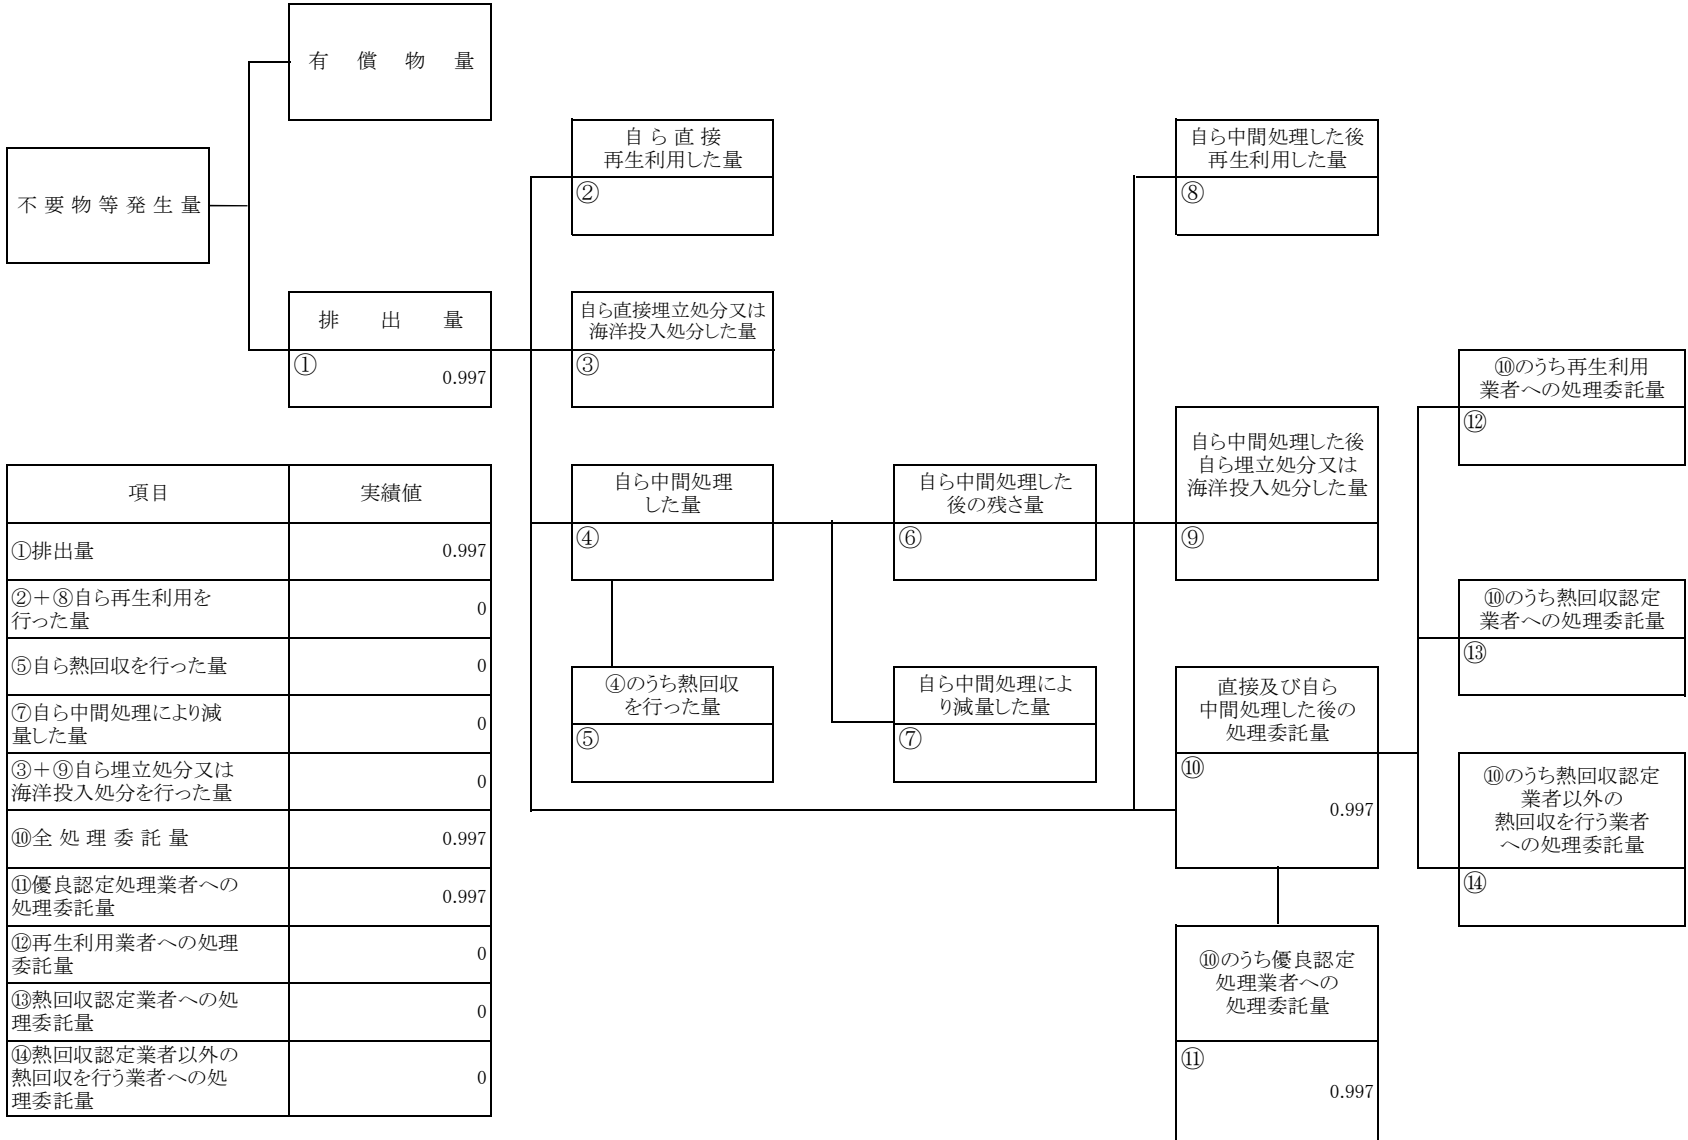 有償物量
不要物等発生量
排出量
①
0.997
自ら直接
再生利用した量
②
自ら直接埋立処分又は
海洋投入処分した量
③
自ら中間処理
した量
④
④のうち熱回収
を行った量
⑤
自ら中間処理した
後の残さ量
⑥
自ら中間処理によ
り減量した量
⑦
自ら中間処理した後
再生利用した量
⑧
自ら中間処理した後
自ら埋立処分又は
海洋投入処分した量
⑨
直接及び自ら
中間処理した後の
処理委託量
⑩
0.997
⑩のうち優良認定
処理業者への
処理委託量
⑪
0.997
⑩のうち再生利用
業者への処理委託量
⑫
⑩のうち熱回収認定
業者への処理委託量
⑬
⑩のうち熱回収認定
業者以外の
熱回収を行う業者
への処理委託量
⑭
項目 実績値
①排出量 0.997
②＋⑧自ら再生利用を
行った量 0
⑤自ら熱回収を行った量 0
⑦自ら中間処理により減
量した量 0
③＋⑨自ら埋立処分又は
海洋投入処分を行った量 0
⑩全処理委託量 0.997
⑪優良認定処理業者への
処理委託量 0.997
⑫再生利用業者への処理
委託量 0
⑬熱回収認定業者への処
理委託量 0
⑭熱回収認定業者以外の
熱回収を行う業者への処
理委託量 0